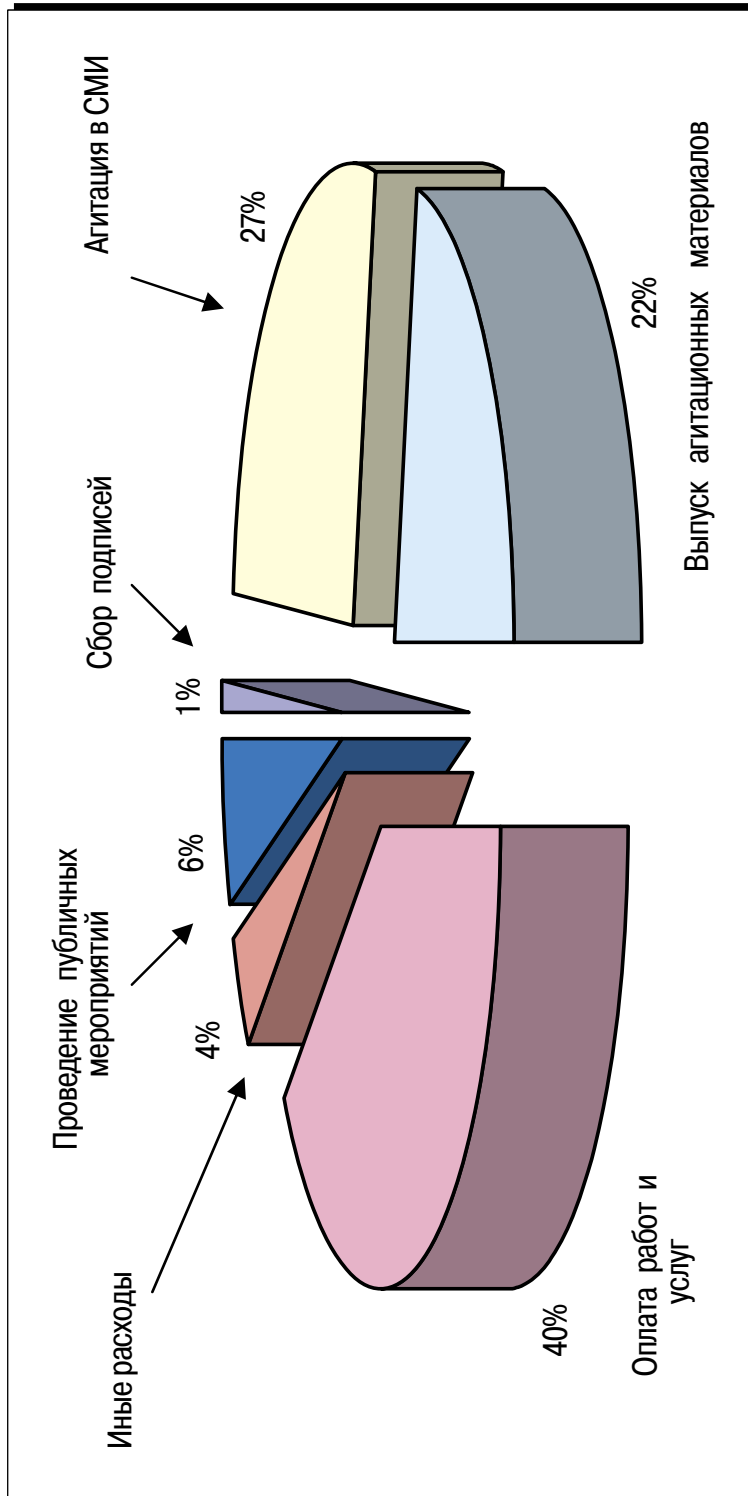 Иные расходы
Проведение публичных
мероприятий
Сбор подписей
Агитация в СМИ
4%
6%
1%
27%
40%
22%
Оплата работ и
услуг
Выпуск агитационных материалов